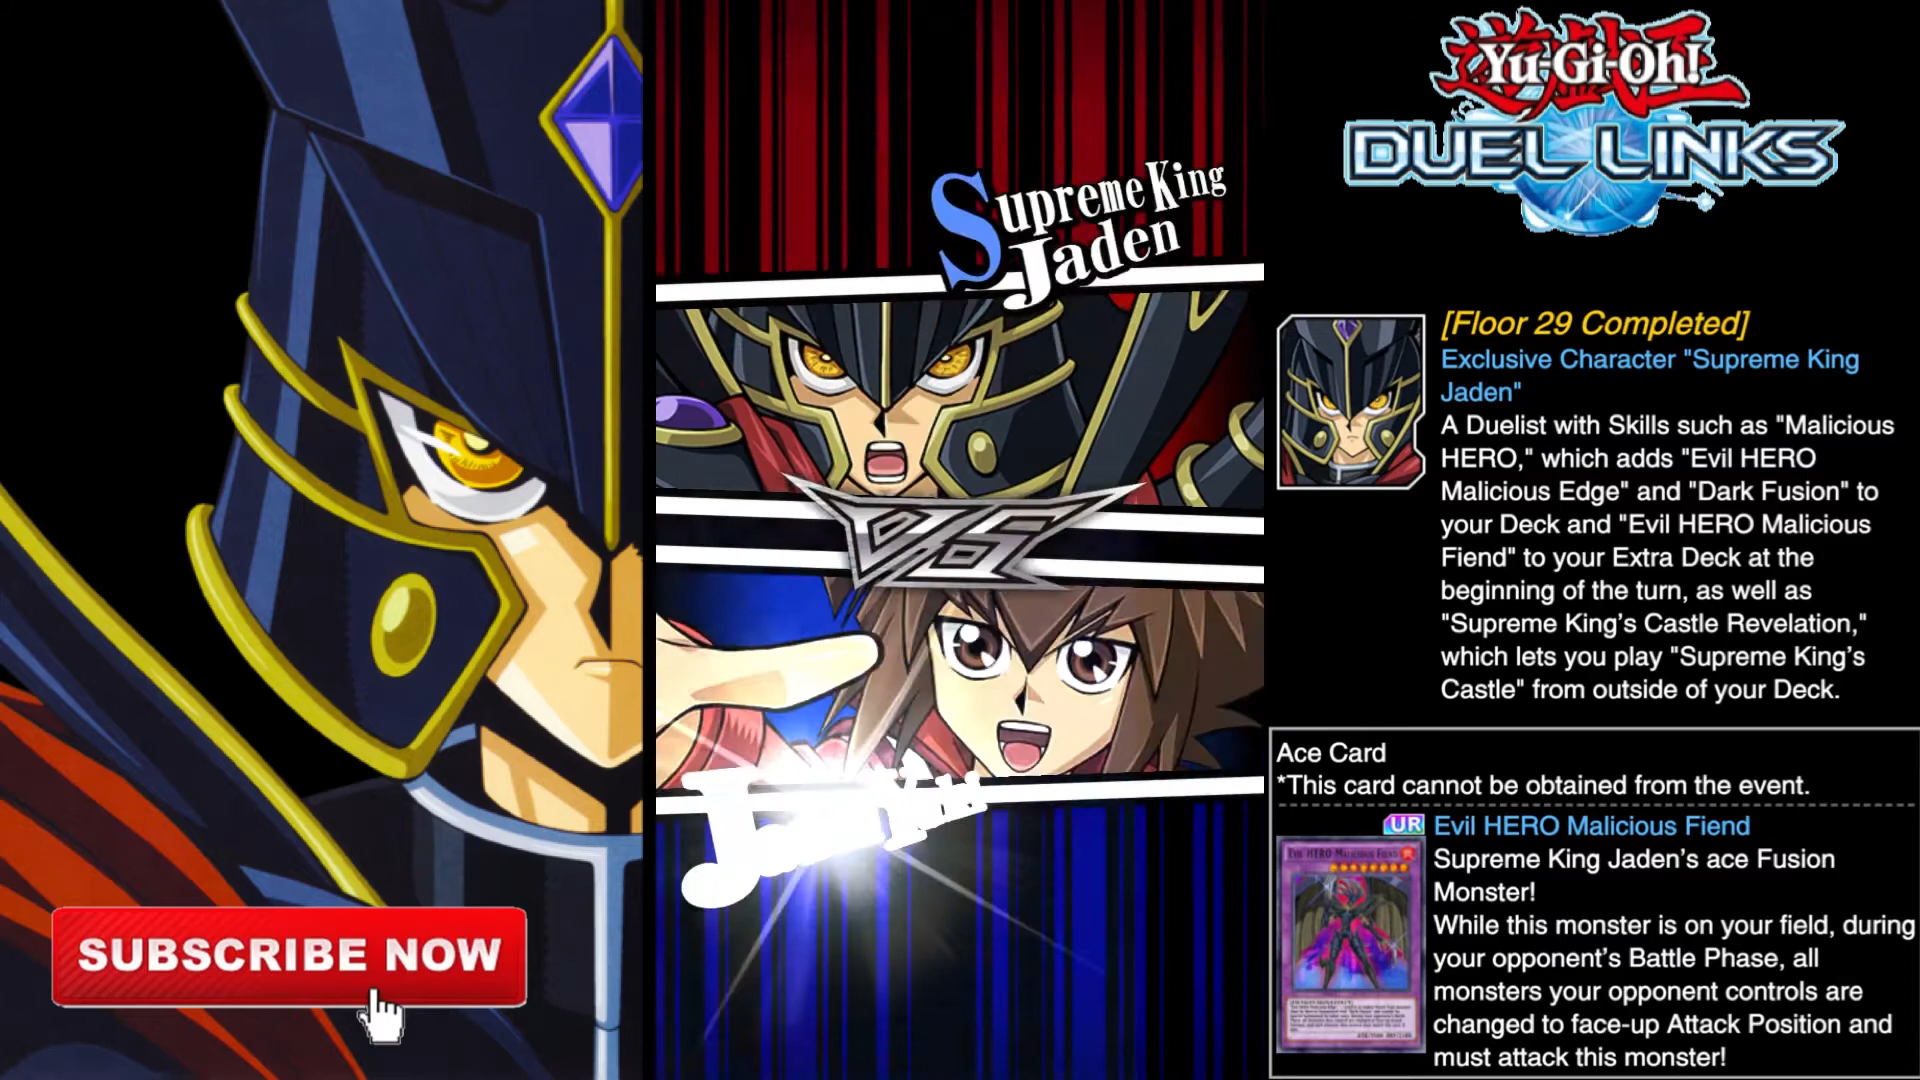 SUBSCRIBE NOW
Supreme King
Jaden
VS
遊☆戯☆王
Yu-Gi-Oh!
DUEL LINKS
[Floor 29 Completed]
Exclusive Character "Supreme King
Jaden"
A Duelist with Skills such as "Malicious
HERO," which adds "Evil HERO
Malicious Edge" and "Dark Fusion" to
your Deck and "Evil HERO Malicious
Fiend" to your Extra Deck at the
beginning of the turn, as well as
"Supreme King’s Castle Revelation,"
which lets you play "Supreme King’s
Castle" from outside of your Deck.
Ace Card
*This card cannot be obtained from the event.
UR
Evil HERO Malicious Fiend
Evil HERO Malicious Fiend
Supreme King Jaden’s ace Fusion
Monster!
While this monster is on your field, during
your opponent’s Battle Phase, all
monsters your opponent controls are
changed to face-up Attack Position and
must attack this monster!